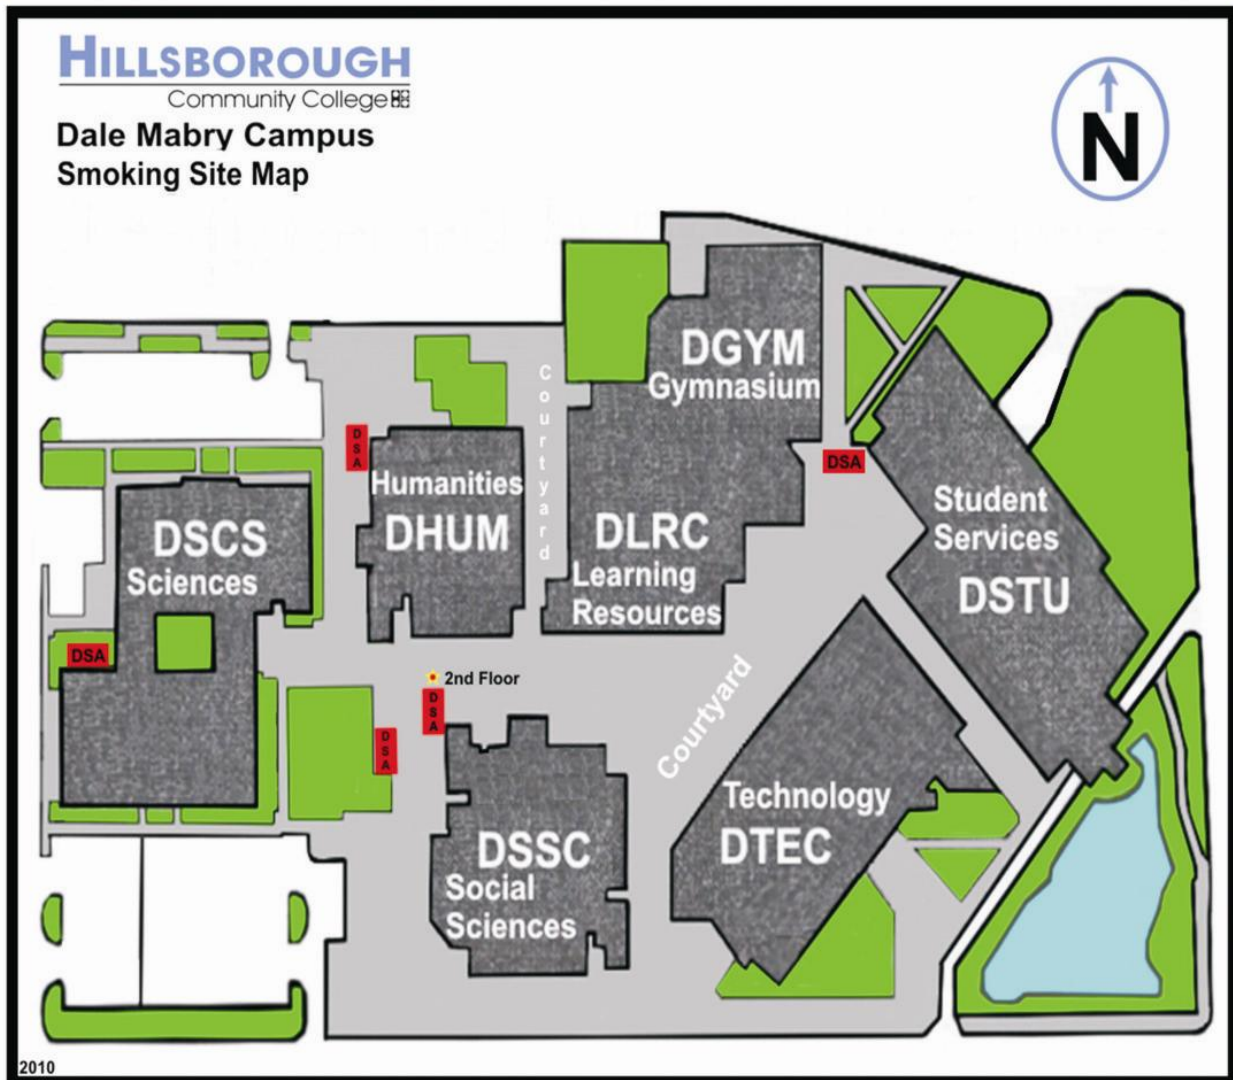 HILLSBOROUGH
Community College
Dale Mabry Campus
Smoking Site Map
N
DGYM
Gymnasium
Courtyard
DSA
Humanities
DHUM
DSA
Student
Services
DSTU
DSCS
Sciences
DLRC
Learning
Resources
DSA
2nd Floor
DSA
DSA
Courtyard
Technology
DTEC
DSSC
Social
Sciences
2010